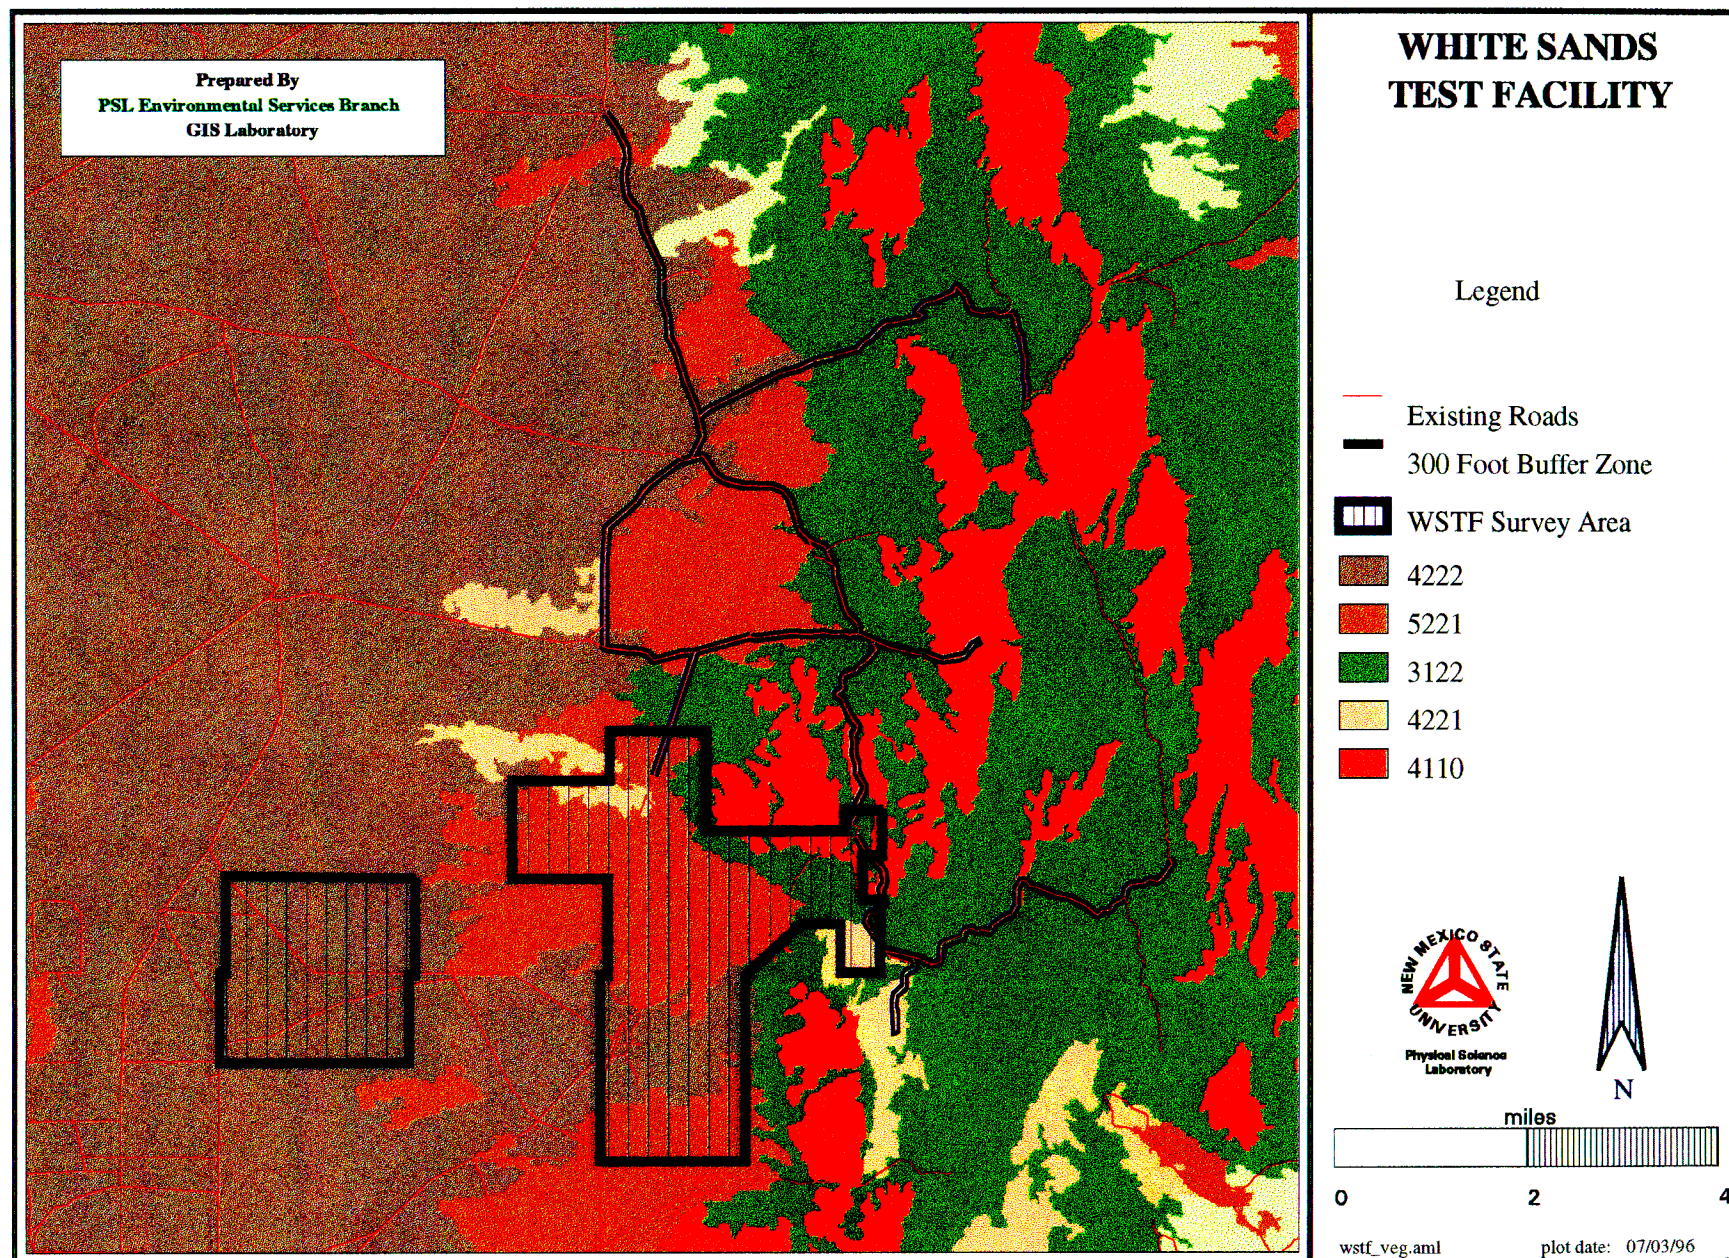 Prepared By
PSL Environmental Services Branch
GIS Laboratory
WHITE SANDS
TEST FACILITY
Legend
Existing Roads
300 Foot Buffer Zone
WSTF Survey Area
4222
5221
3122
4221
4110
NEW MEXICO STATE
UNIVERSITY
Physical Science
Laboratory
N
miles
0 2 4
wstf_veg.aml plot date: 07/03/96